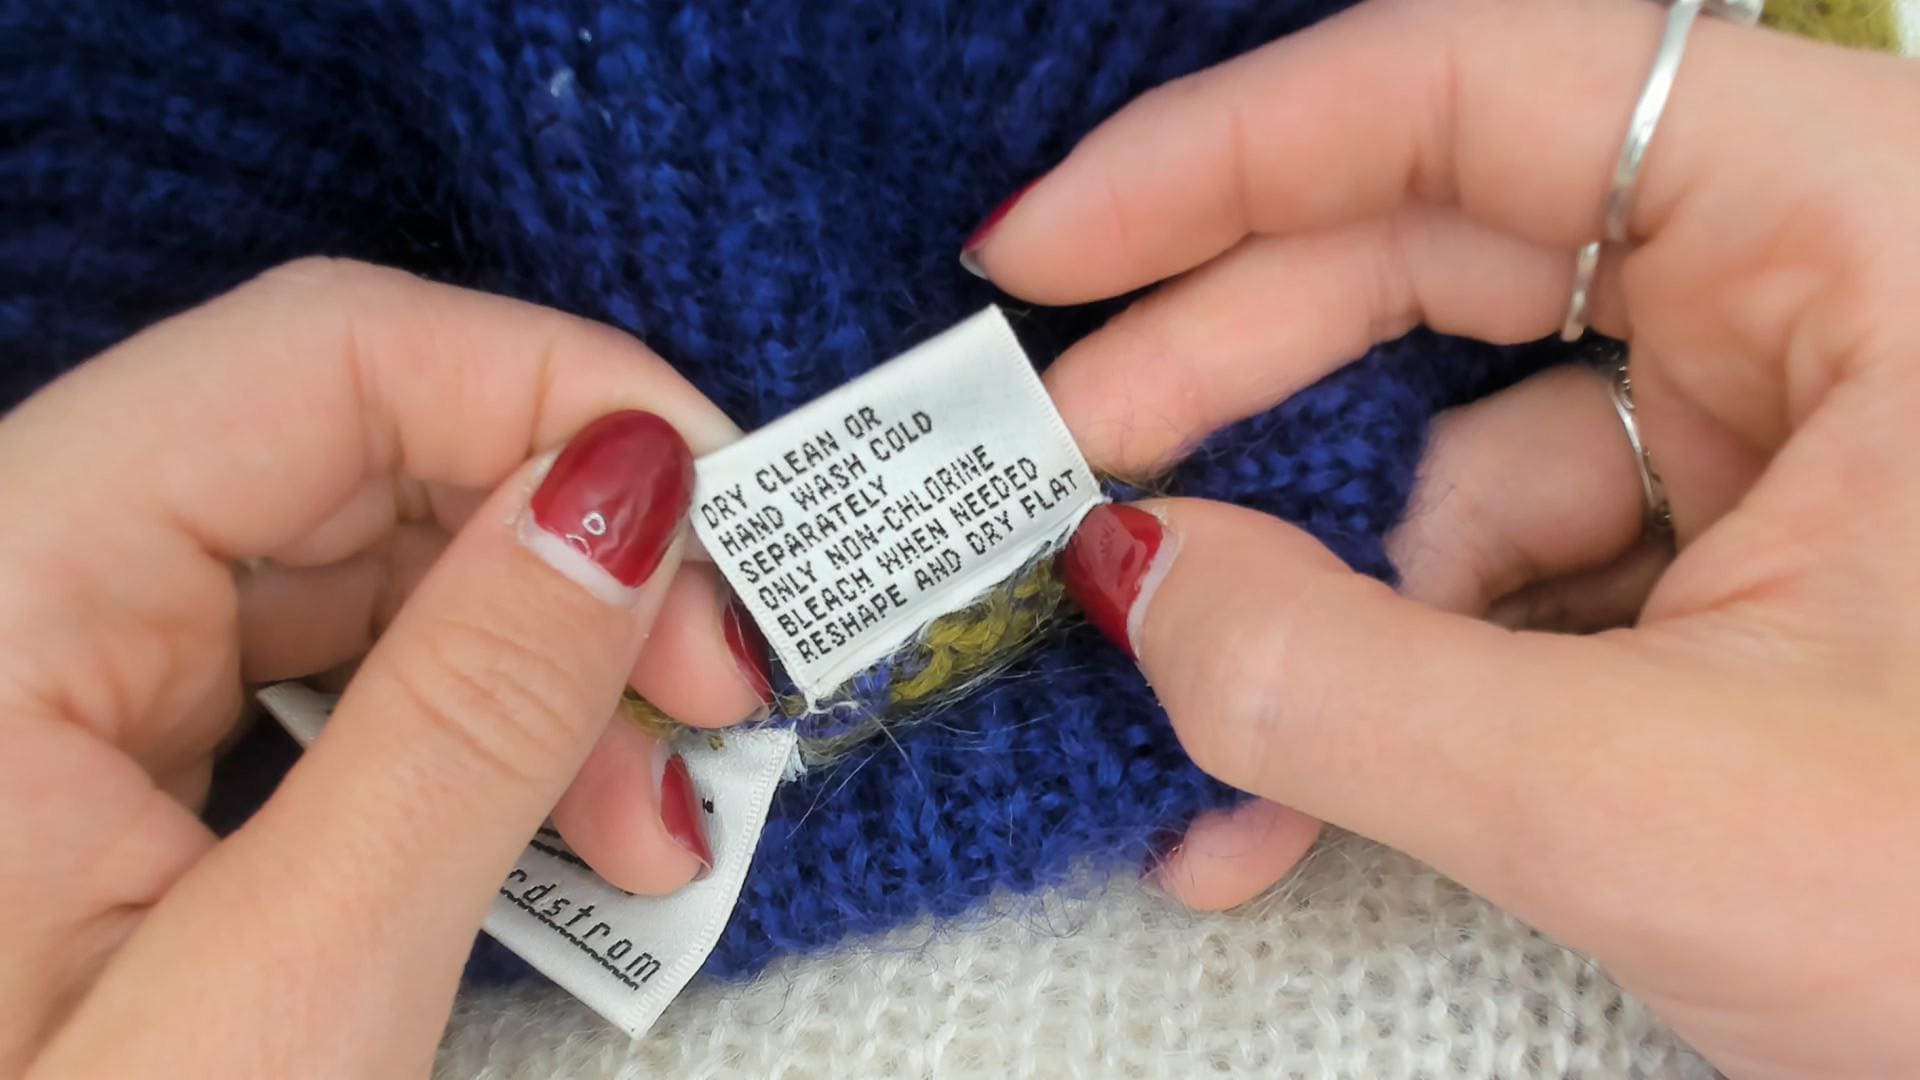 DRY CLEAN OR
HAND WASH COLD
SEPARATELY
ONLY NON-CHLORINE
BLEACH WHEN NEEDED
RESHAPE AND DRY FLAT
rdstrom